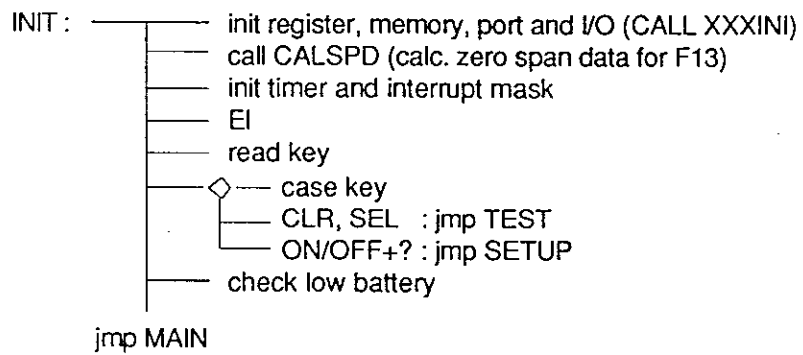 INIT : init register, memory, port and I/O (CALL XXXINI)
call CALSPD (calc. zero span data for F13)
init timer and interrupt mask
EI
read key
case key
CLR, SEL : jmp TEST
ON/OFF+? : jmp SETUP
check low battery
jmp MAIN